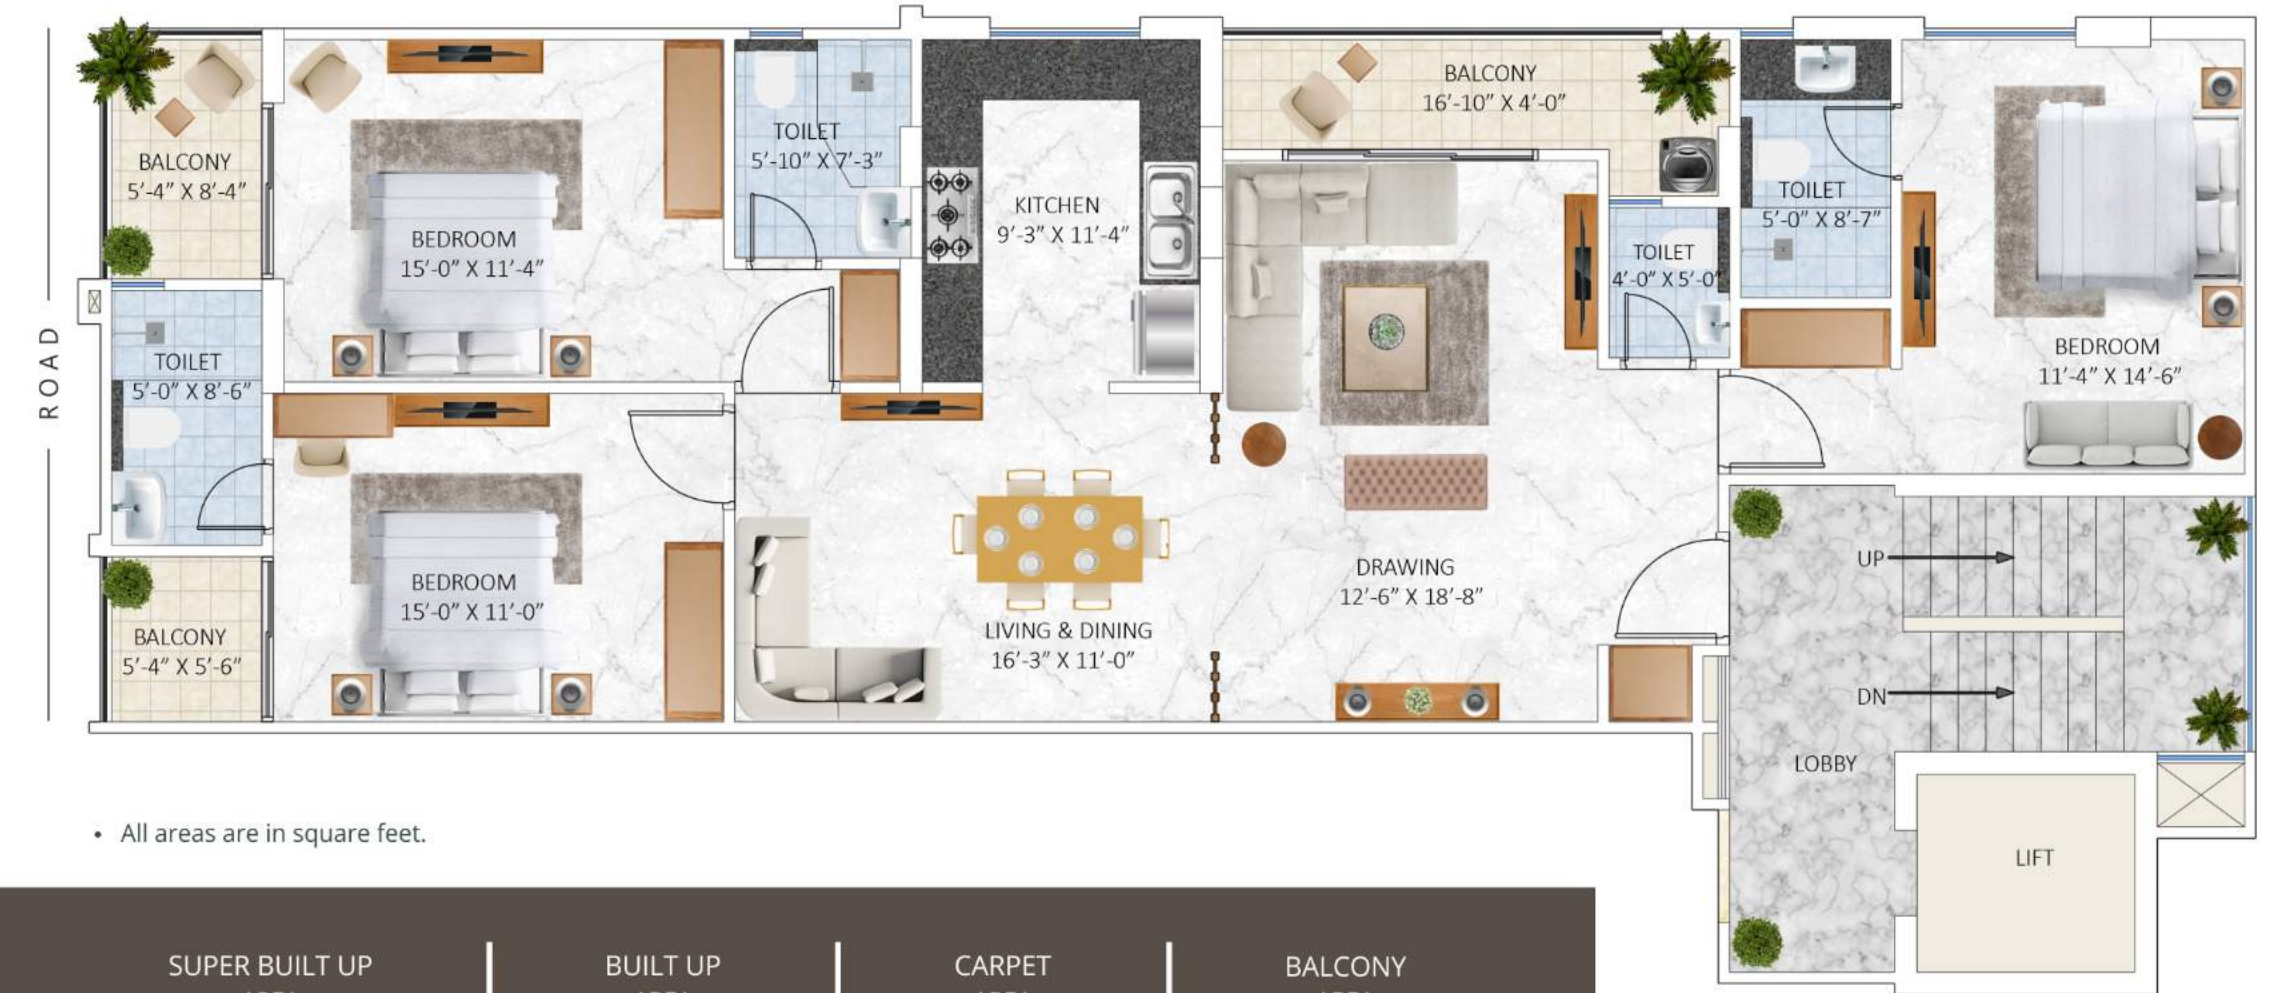 ROAD
BALCONY
5'-4" X 8'-4"
BEDROOM
15'-0" X 11'-4"
TOILET
5'-10" X 7'-3"
KITCHEN
9'-3" X 11'-4"
BALCONY
16'-10" X 4'-0"
TOILET
4'-0" X 5'-0"
TOILET
5'-0" X 8'-7"
BEDROOM
11'-4" X 14'-6"
TOILET
5'-0" X 8'-6"
BALCONY
5'-4" X 5'-6"
BEDROOM
15'-0" X 11'-0"
LIVING & DINING
16'-3" X 11'-0"
DRAWING
12'-6" X 18'-8"
UP
DN
LOBBY
LIFT
• All areas are in square feet.
SUPER BUILT UP
BUILT UP
CARPET
BALCONY